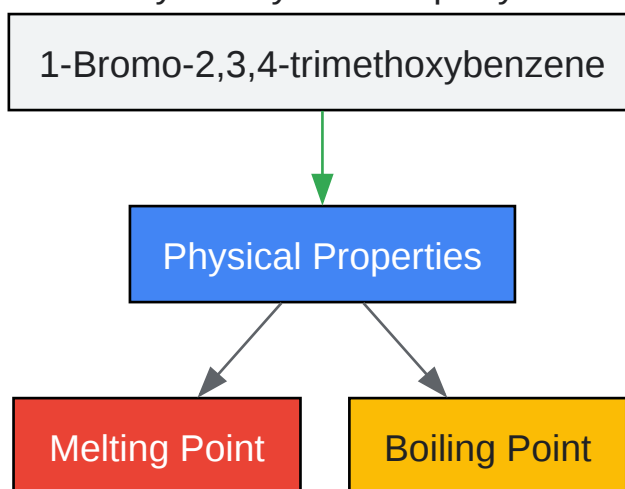 1-Bromo-2,3,4-trimethoxybenzene
Physical Properties
Melting Point
Boiling Point